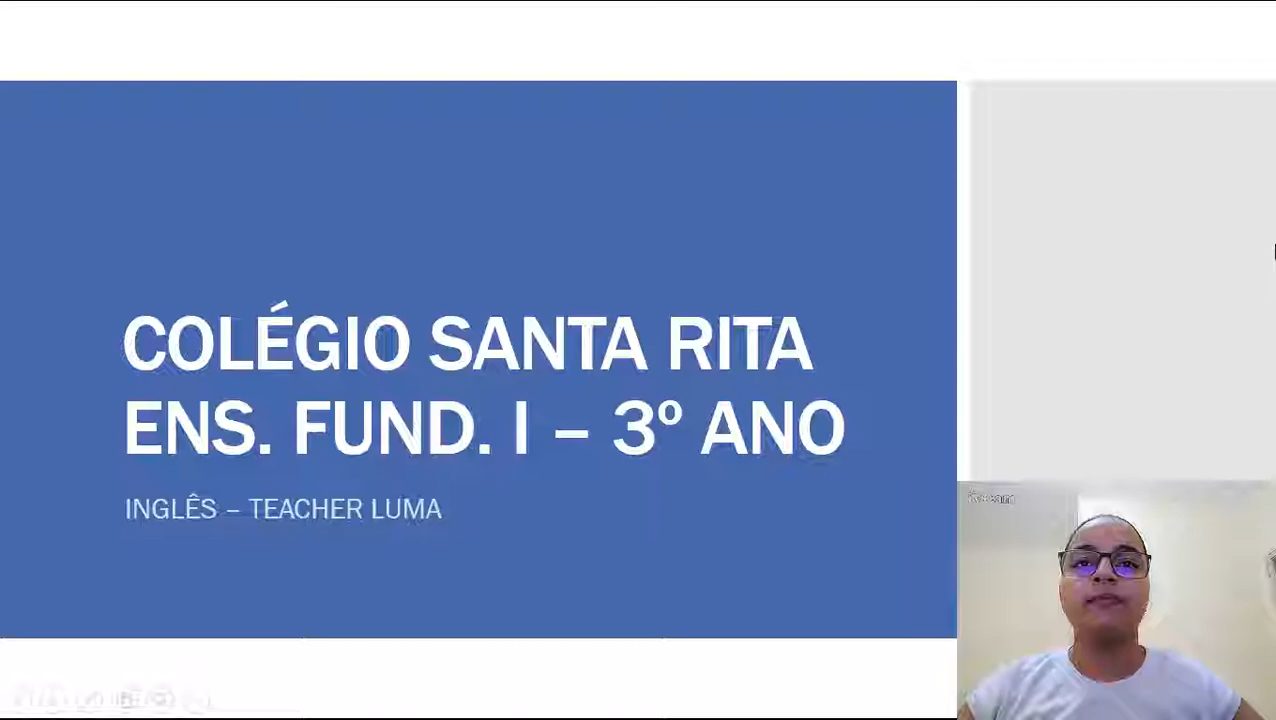 COLÉGIO SANTA RITA
ENS. FUND. I – 3º ANO
INGLÊS – TEACHER LUMA